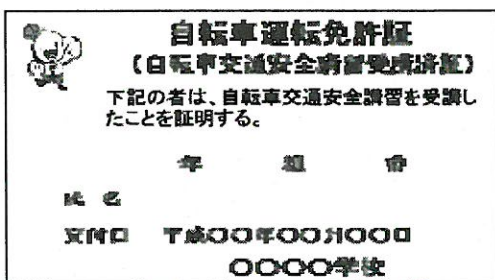 自転車運転免許証
(自転車交通安全講習受講済証)
下記の者は、自転車交通安全講習を受講し
たことを証明する。
年 組 番
氏 名
交付日 平成〇〇年〇〇月〇〇〇日
〇〇〇〇学校